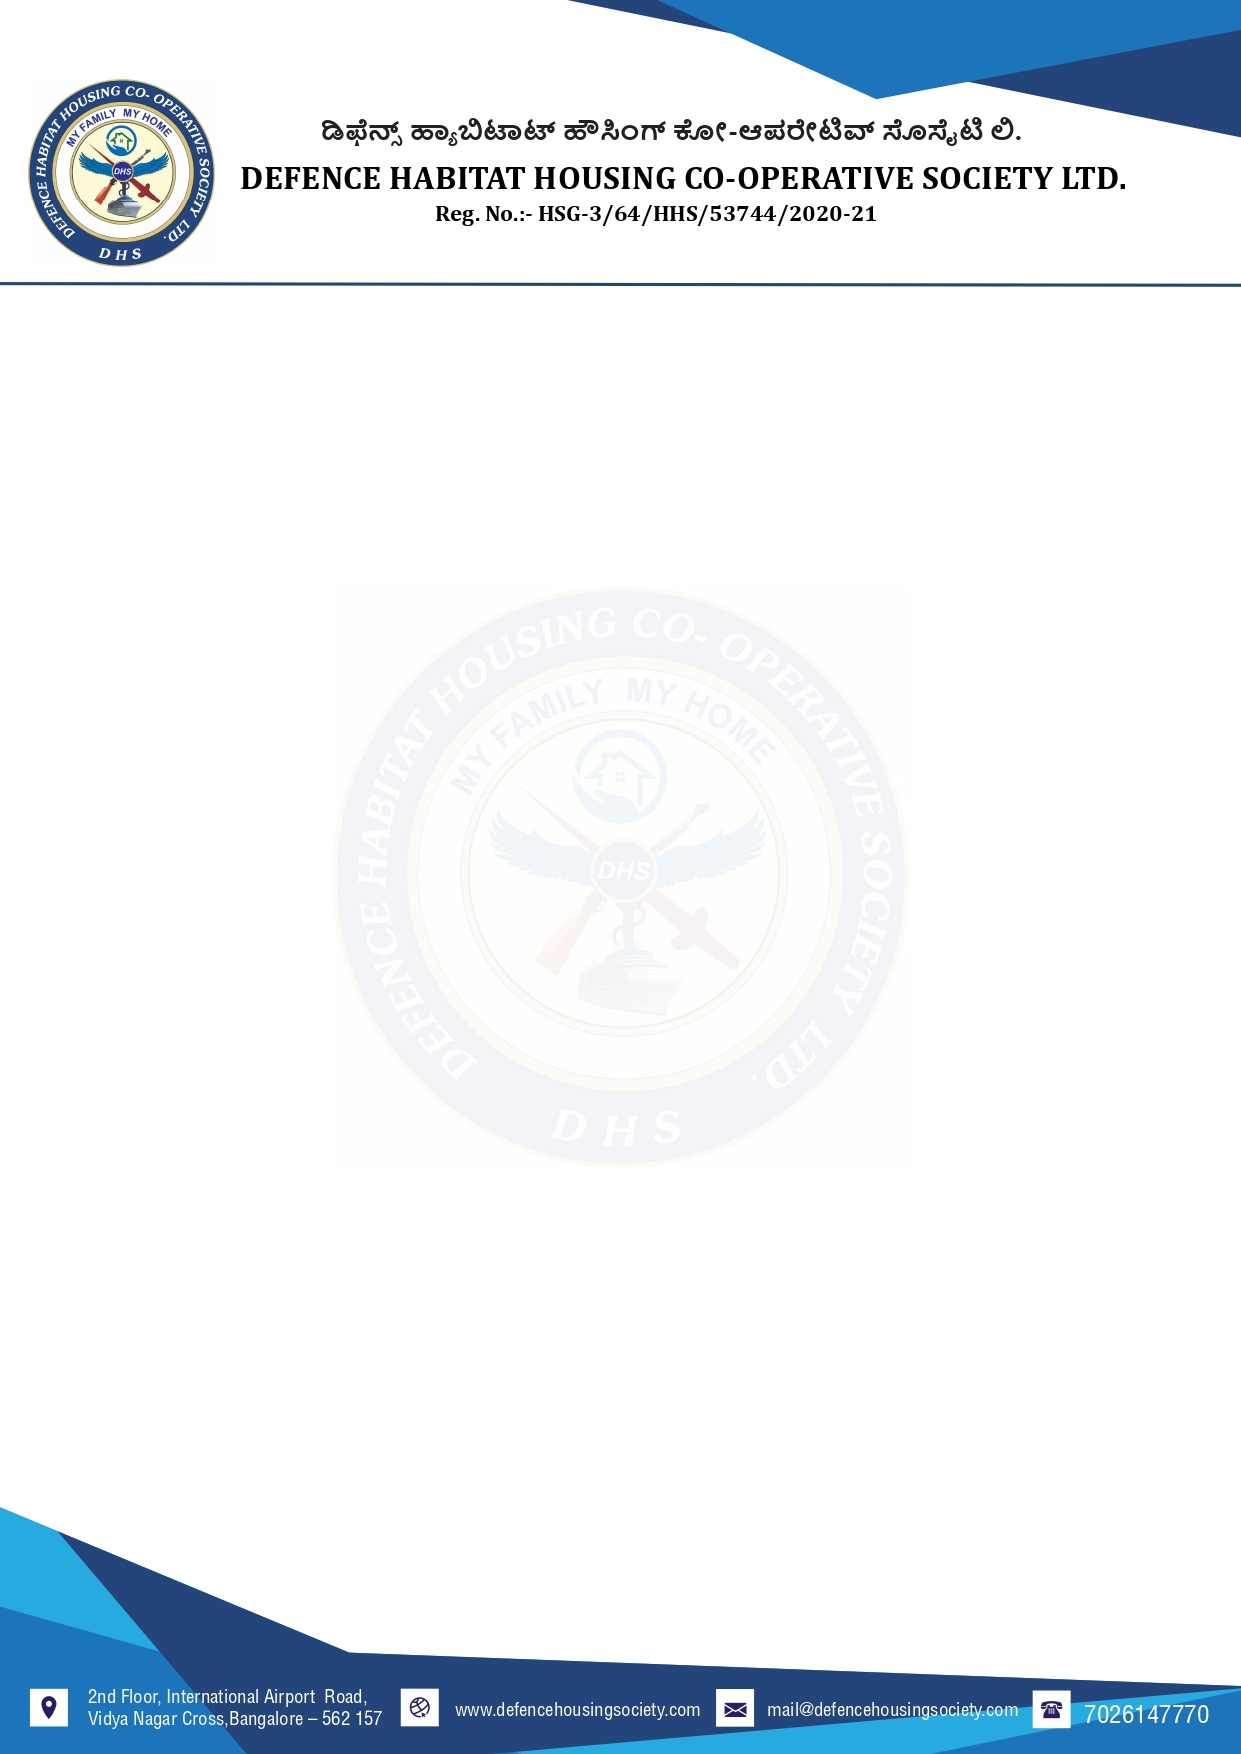 ಡಿಫೆನ್ಸ್ ಹ್ಯಾಬಿಟಾಟ್ ಹೌಸಿಂಗ್ ಕೋ-ಆಪರೇಟಿವ್ ಸೊಸೈಟಿ ಲಿ.
DEFENCE HABITAT HOUSING CO-OPERATIVE SOCIETY LTD.
Reg. No.:- HSG-3/64/HHS/53744/2020-21
DEFENCE HABITAT HOUSING CO- OPERATIVE SOCIETY LTD.
MY FAMILY MY HOME
DHS
D H S
DEFENCE HABITAT HOUSING CO- OPERATIVE SOCIETY LTD.
MY FAMILY MY HOME
DHS
D H S
2nd Floor, International Airport Road,
Vidya Nagar Cross,Bangalore – 562 157
www.defencehousingsociety.com
mail@defencehousingsociety.com
7026147770